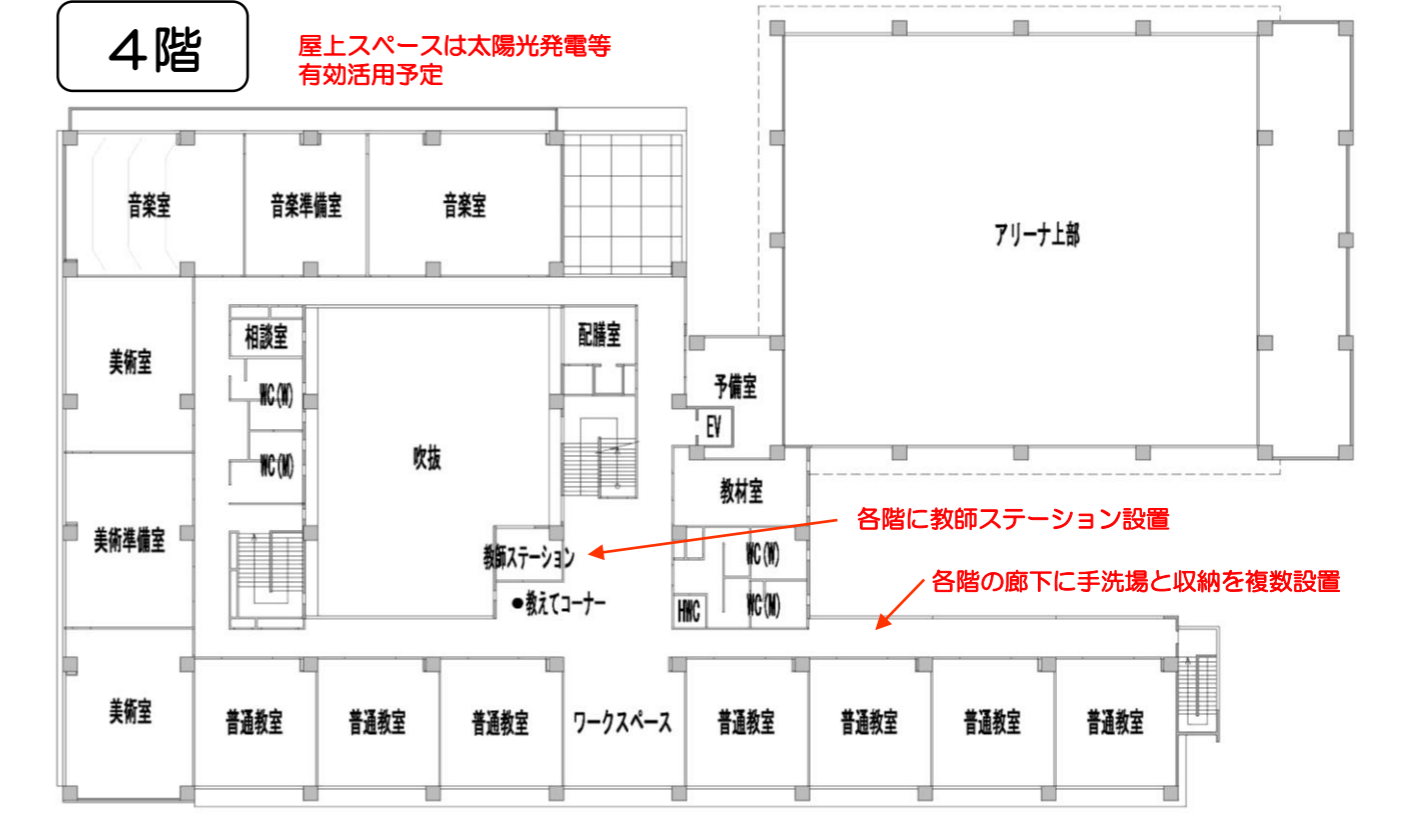 4階
屋上スペースは太陽光発電等
有効活用予定
音楽室
音楽準備室
音楽室
アリーナ上部
相談室
配膳室
美術室
予備室
WC(W)
EV
吹抜
WC(M)
教材室
各階に教師ステーション設置
美術準備室
教師ステーション
WC(W)
各階の廊下に手洗場と収納を複数設置
●教えてコーナー
HWC
WC(M)
美術室
普通教室
普通教室
普通教室
ワークスペース
普通教室
普通教室
普通教室
普通教室